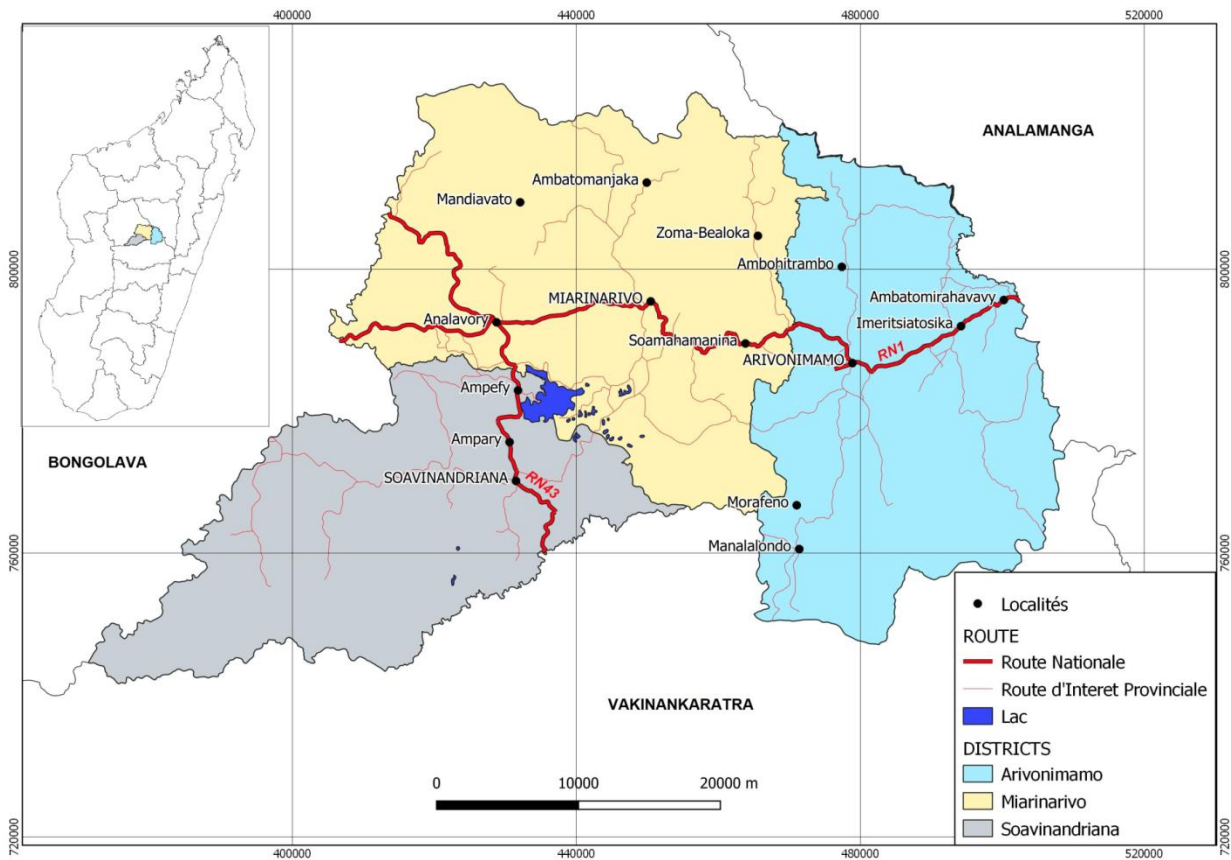 400000
440000
480000
520000
ANALAMANGA
Ambatomanjaka
Mandiavato
Zoma-Bealoka
Ambohitrambo
800000
800000
MIARINARIVO
Ambatomirahavavy
Analavory
Imeritsiatosika
Soamahamanina
RN1
ARIVONIMAMO
Ampefy
Ampary
BONGOLAVA
SOAVINANDRIANA
RN43
Morafeno
Manalalondo
760000
760000
Localités
ROUTE
Route Nationale
Route d'Interet Provinciale
Lac
VAKINANKARATRA
DISTRICTS
Arivonimamo
Miarinarivo
Soavinandriana
0
10000
20000 m
720000
720000
400000
440000
480000
520000